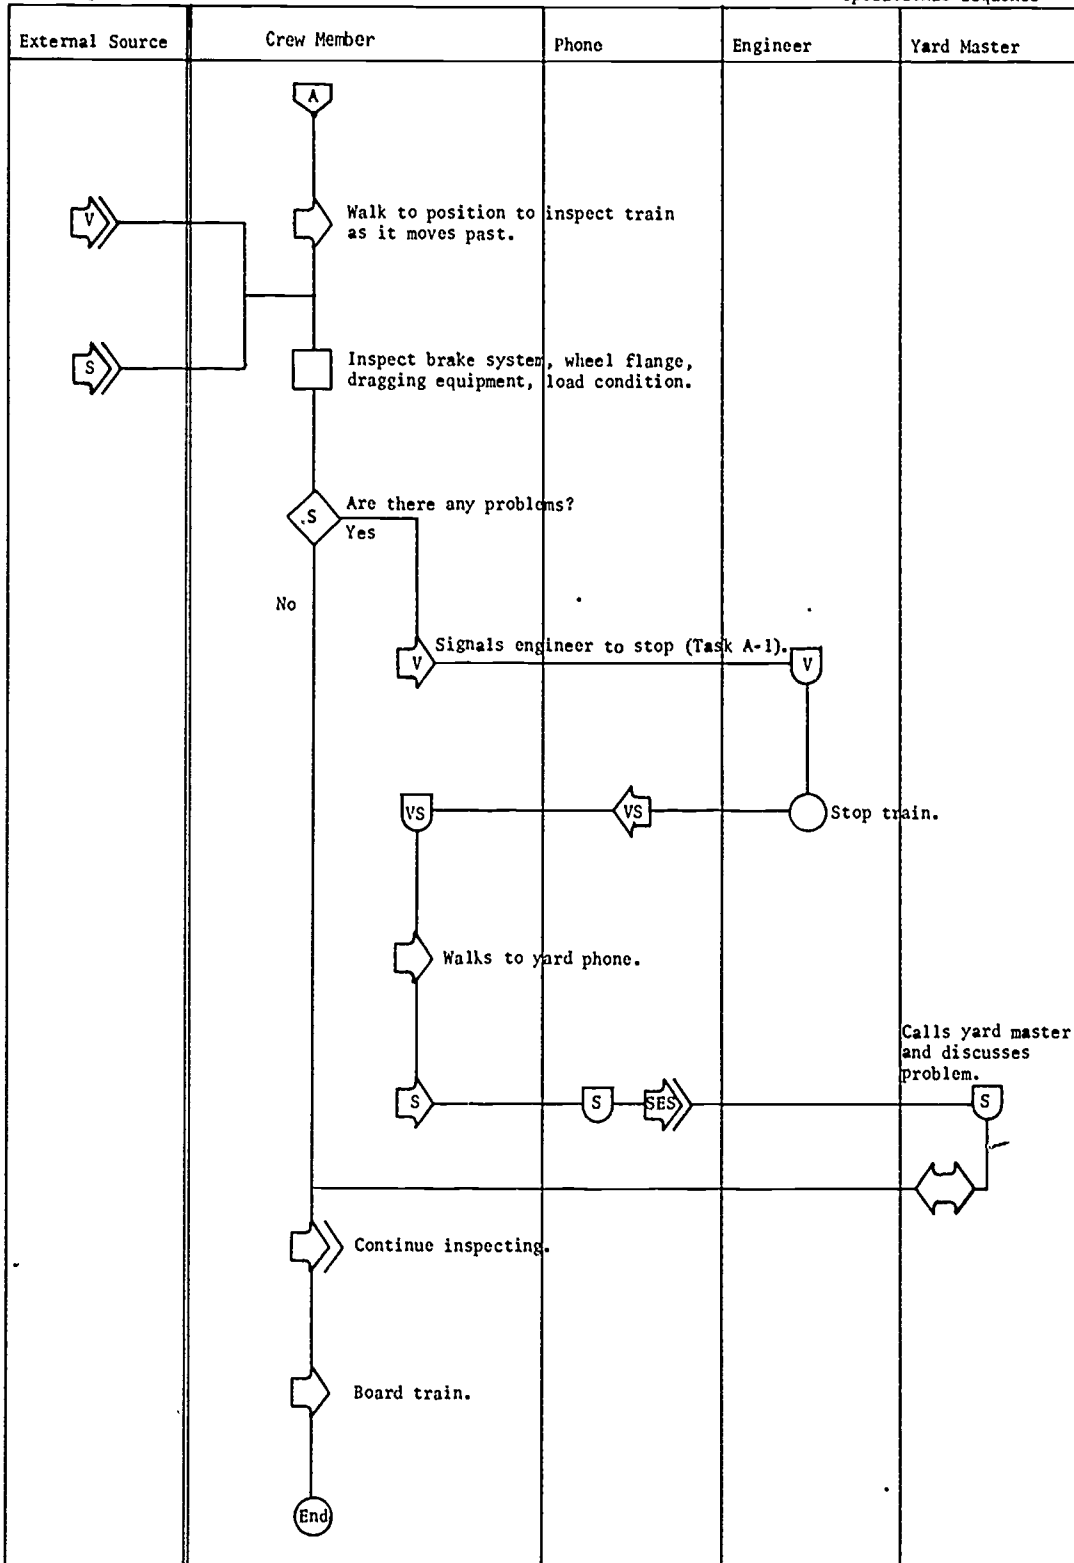 External Source
Crew Member
Phone
Engineer
Yard Master
A
V
Walk to position to inspect train
as it moves past.
S
Inspect brake system, wheel flange,
dragging equipment, load condition.
S
Are there any problems?
Yes
No
V
Signals engineer to stop (Task A-1).
V
VS
VS
Stop train.
Walks to yard phone.
Calls yard master
and discusses
problem.
S
S
SES
S
Continue inspecting.
Board train.
End